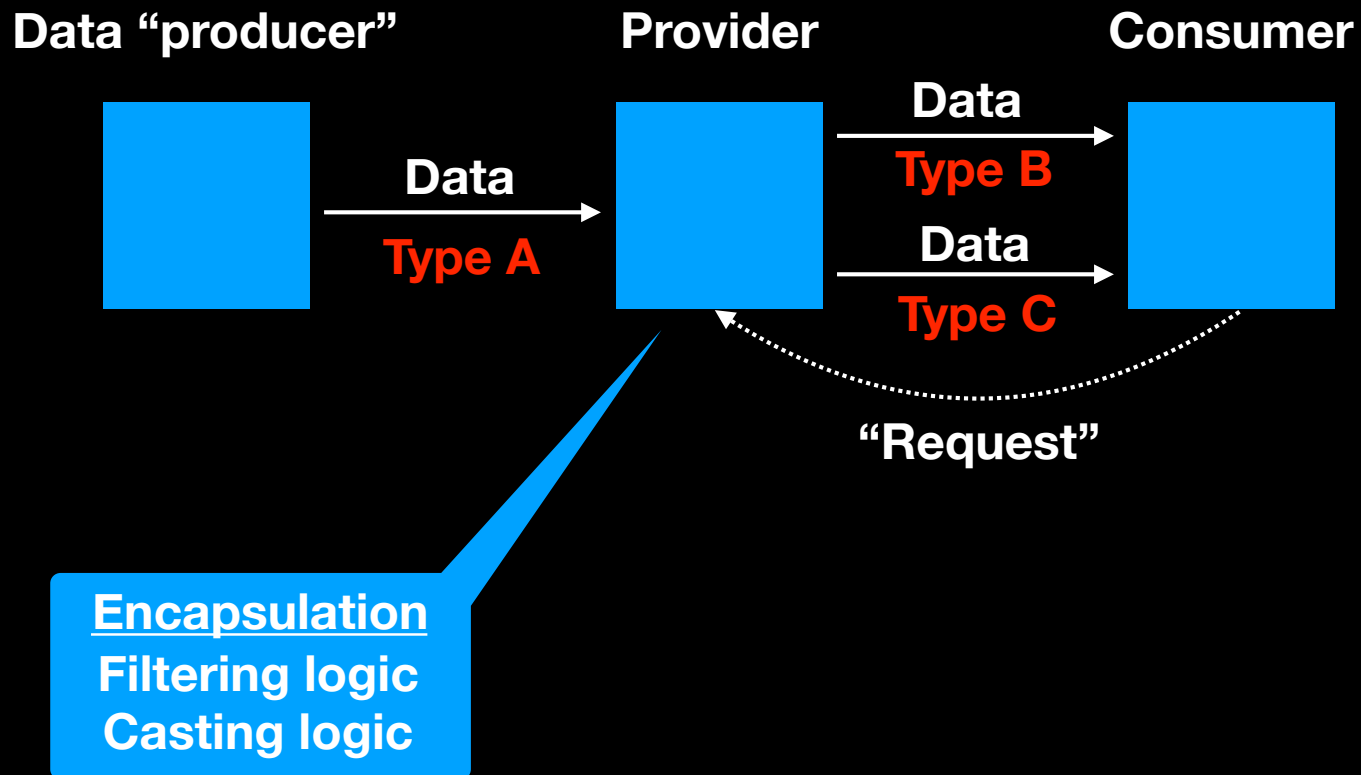 Data “producer”
Provider
Consumer
Data
Type A
Data
Type B
Data
Type C
“Request”
Encapsulation
Filtering logic
Casting logic